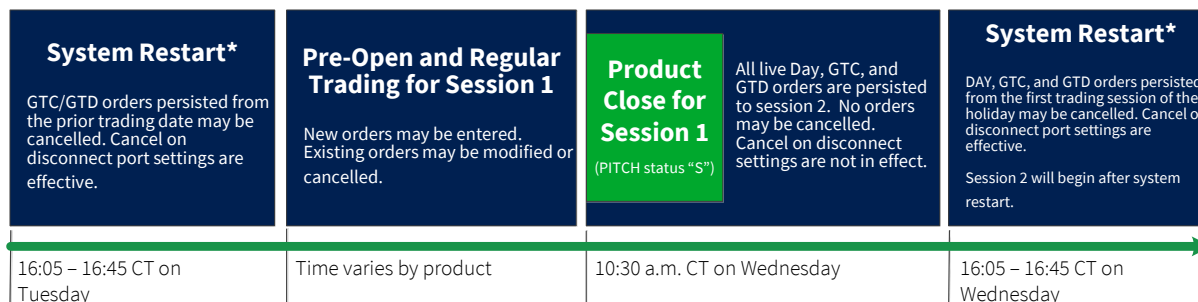 System Restart*
GTC/GTD orders persisted from
the prior trading date may be
cancelled. Cancel on
disconnect port settings are
effective.
Pre-Open and Regular
Trading for Session 1
New orders may be entered.
Existing orders may be modified or
cancelled.
Product
Close for
Session 1
(PITCH status “S”)
All live Day, GTC, and
GTD orders are persisted
to session 2. No orders
may be cancelled.
Cancel on disconnect
settings are not in effect.
System Restart*
DAY, GTC, and GTD orders persisted
from the first trading session of the
holiday may be cancelled. Cancel o
disconnect port settings are
effective.
Session 2 will begin after system
restart.
16:05 – 16:45 CT on
Tuesday
Time varies by product
10:30 a.m. CT on Wednesday
16:05 – 16:45 CT on
Wednesday